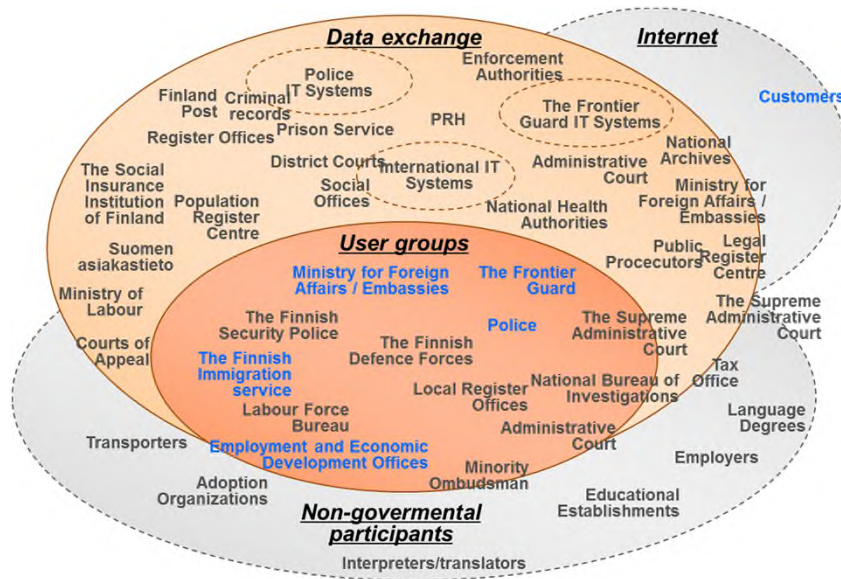 Data exchange
Internet
Enforcement
Authorities
Police
IT Systems
Customers
Finland
Post
Criminal
records
The Frontier
Guard IT Systems
PRH
Prison Service
Register Offices
National
Archives
District Courts
International IT
Systems
Administrative
Court
The Social
Insurance
Institution
of Finland
Social
Offices
Ministry for
Foreign Affairs /
Embassies
Population
Register
Centre
National Health
Authorities
User groups
Public
Procecutors
Legal
Register
Centre
Suomen
asiakastieto
Ministry for Foreign
Affairs / Embassies
The Frontier
Guard
Ministry of
Labour
The Supreme
Administrative
Court
The Finnish
Security Police
Police
The Supreme
Administrative
Court
Courts of
Appeal
The Finnish
Defence Forces
The Finnish
Immigration
service
Tax
Office
Local Register
Offices
National Bureau of
Investigations
Labour Force
Bureau
Language
Degrees
Administrative
Court
Transporters
Employment and Economic
Development Offices
Employers
Minority
Ombudsman
Adoption
Organizations
Educational
Establishments
Non-govermental
participants
Interpreters/translators